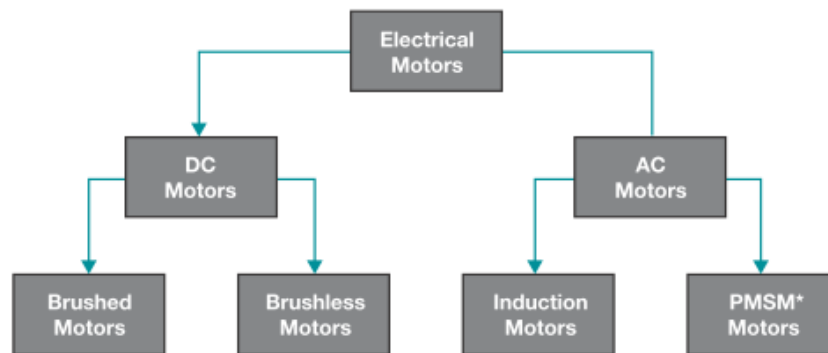 Electrical
Motors
DC
Motors
AC
Motors
Brushed
Motors
Brushless
Motors
Induction
Motors
PMSM*
Motors